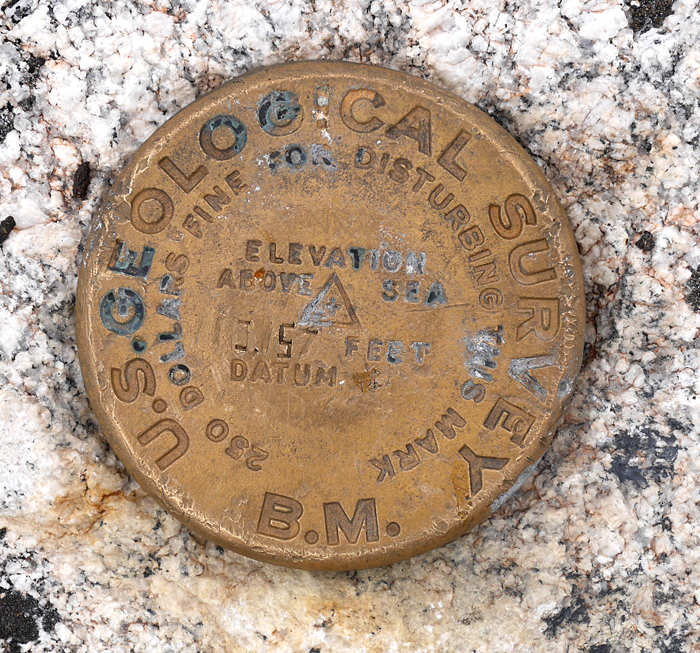 U.S. GEOLOGICAL SURVEY
B.M.
250 DOLLARS FINE FOR DISTURBING THIS MARK
ELEVATION
ABOVE SEA
FEET
DATUM